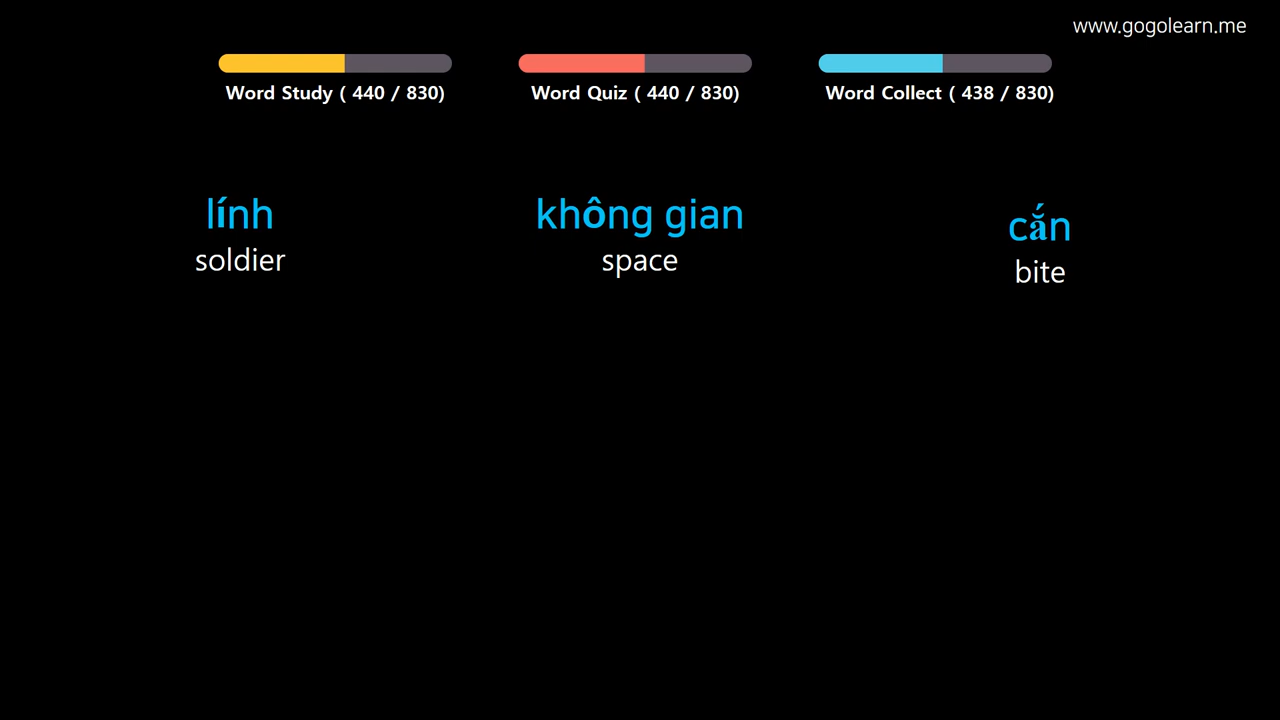 www.gogolearn.me
Word Study ( 440 / 830)
Word Quiz ( 440 / 830)
Word Collect ( 438 / 830)
lính
soldier
không gian
space
cắn
bite